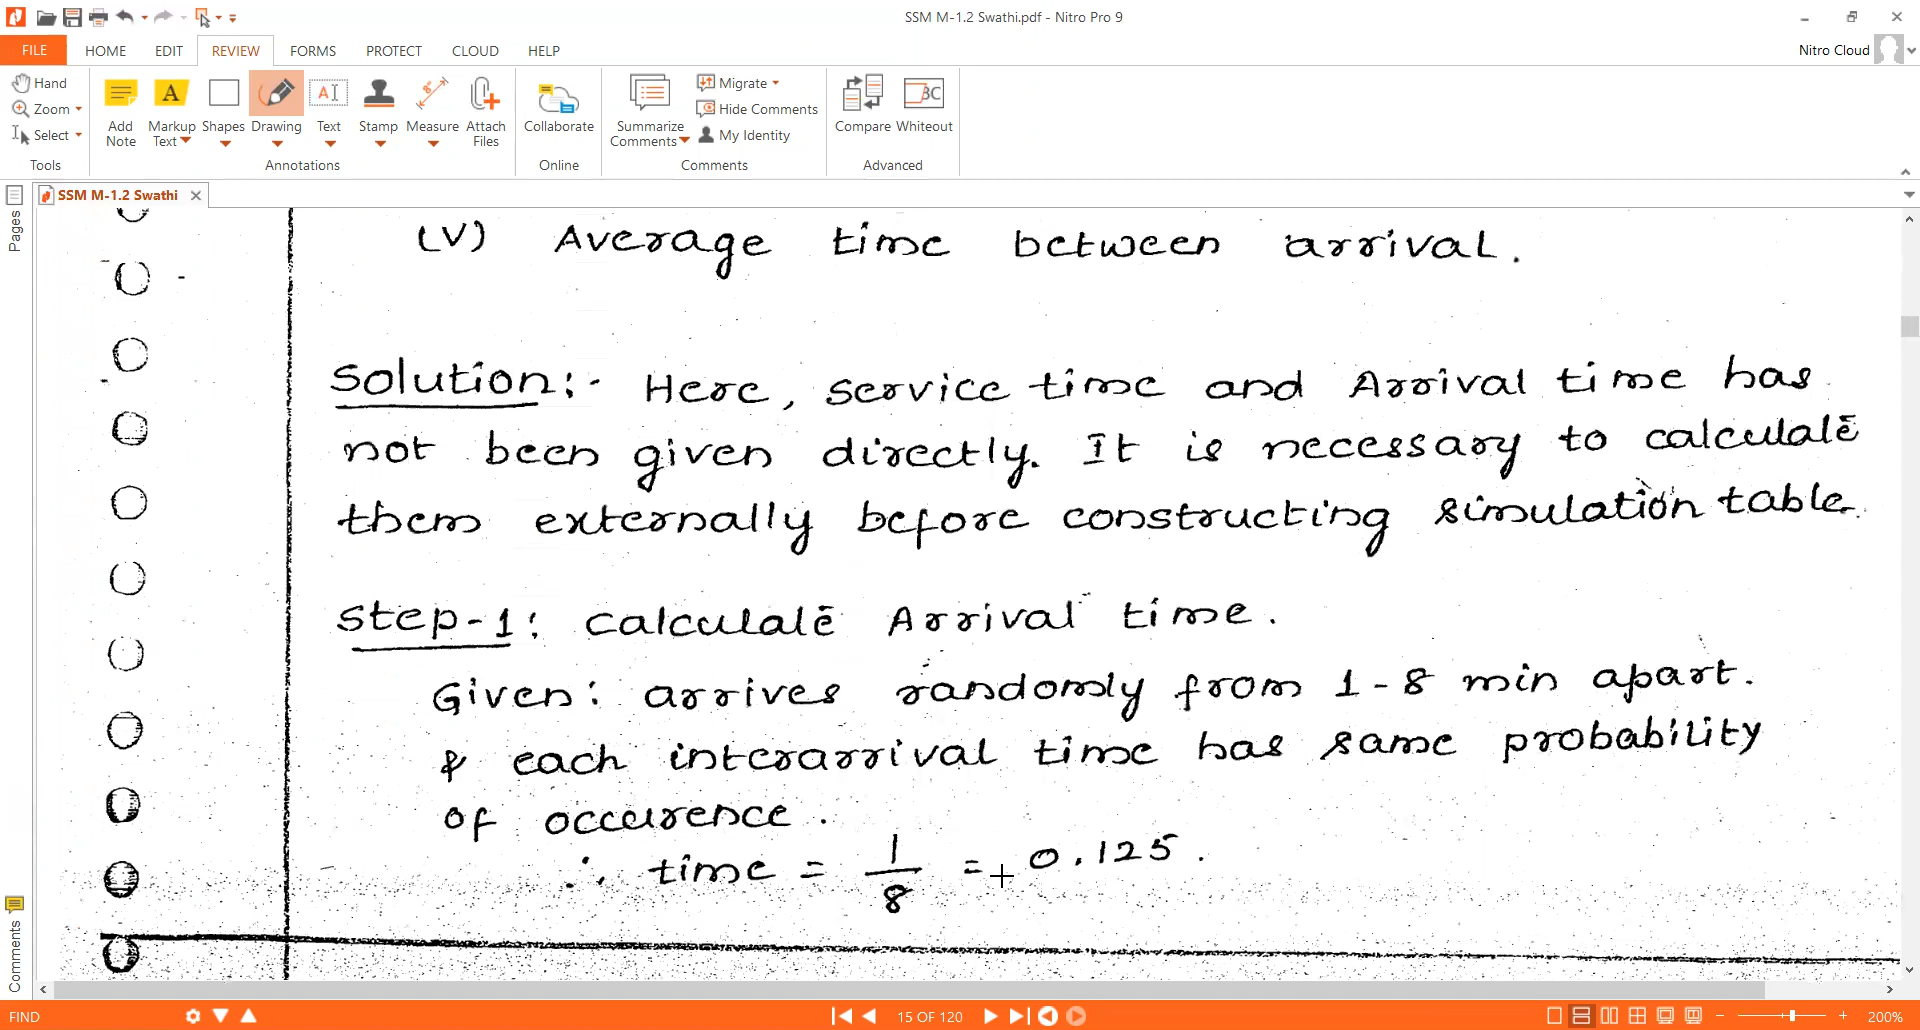 SSM M-1.2 Swathi.pdf - Nitro Pro 9
FILE HOME EDIT REVIEW FORMS PROTECT CLOUD HELP
Nitro Cloud
Hand
Zoom
Select
Tools
Add Note
Markup Text
Shapes
Drawing
Text
Stamp
Measure
Attach Files
Annotations
Collaborate
Online
Summarize Comments
Migrate
Hide Comments
My Identity
Comments
Compare
Whiteout
Advanced
SSM M-1.2 Swathi
Pages
(V) Average time between arrival.
Solution:- Here, service time and Arrival time has
not been given directly. It is necessary to calculate
them externally before constructing simulation table.
Step-1: Calculate Arrival time.
Given: arrives randomly from 1-8 min apart.
& each interarrival time has same probability
of occurence.
∴ time = 1/8 = 0.125.
Comments
FIND
15 OF 120
200%